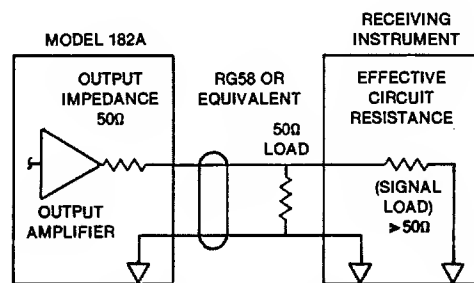 MODEL 182A
OUTPUT
IMPEDANCE
50Ω
OUTPUT
AMPLIFIER
RG58 OR
EQUIVALENT
50Ω
LOAD
RECEIVING
INSTRUMENT
EFFECTIVE
CIRCUIT
RESISTANCE
(SIGNAL
LOAD)
⩾50Ω